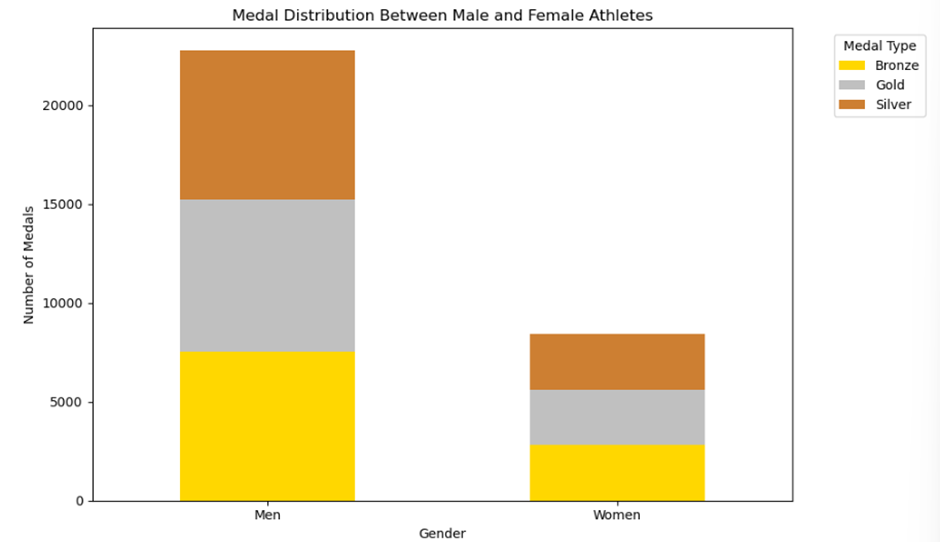 Medal Distribution Between Male and Female Athletes
Medal Type
Bronze
Gold
Silver
Number of Medals
20000
15000
10000
5000
0
Men
Women
Gender